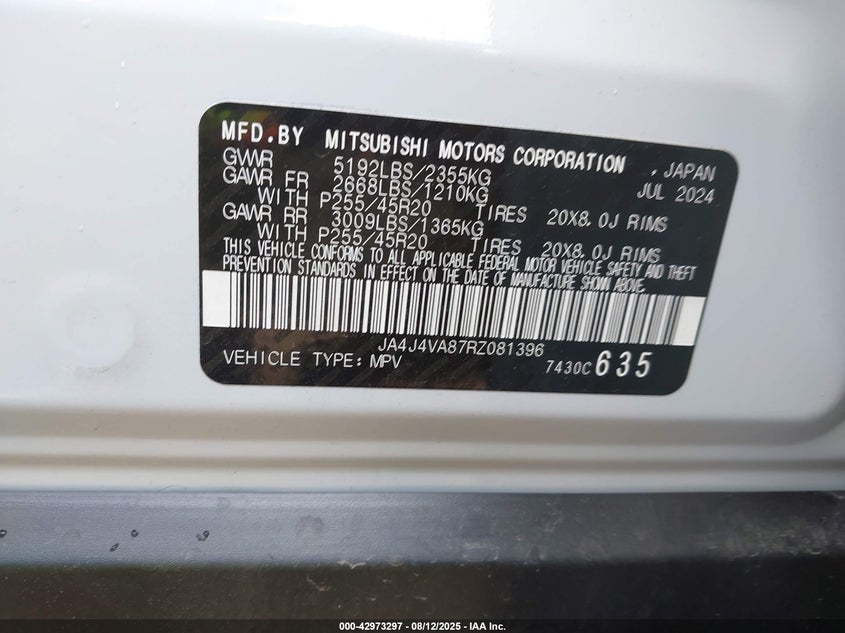 MFD.BY MITSUBISHI MOTORS CORPORATION , JAPAN
GVWR 5192LBS/2355KG JUL 2024
GAWR FR 2668LBS/1210KG
WITH P255/45R20 TIRES 20X8.0J RIMS
GAWR RR 3009LBS/1365KG
WITH P255/45R20 TIRES 20X8.0J RIMS
THIS VEHICLE CONFORMS TO ALL APPLICABLE FEDERAL MOTOR VEHICLE SAFETY AND THEFT
PREVENTION STANDARDS IN EFFECT ON THE DATE OF MANUFACTURE SHOWN ABOVE.
JA4J4VA87RZ081396
VEHICLE TYPE: MPV 7430C 635
000-42973297 - 08/12/2025 - IAA Inc.